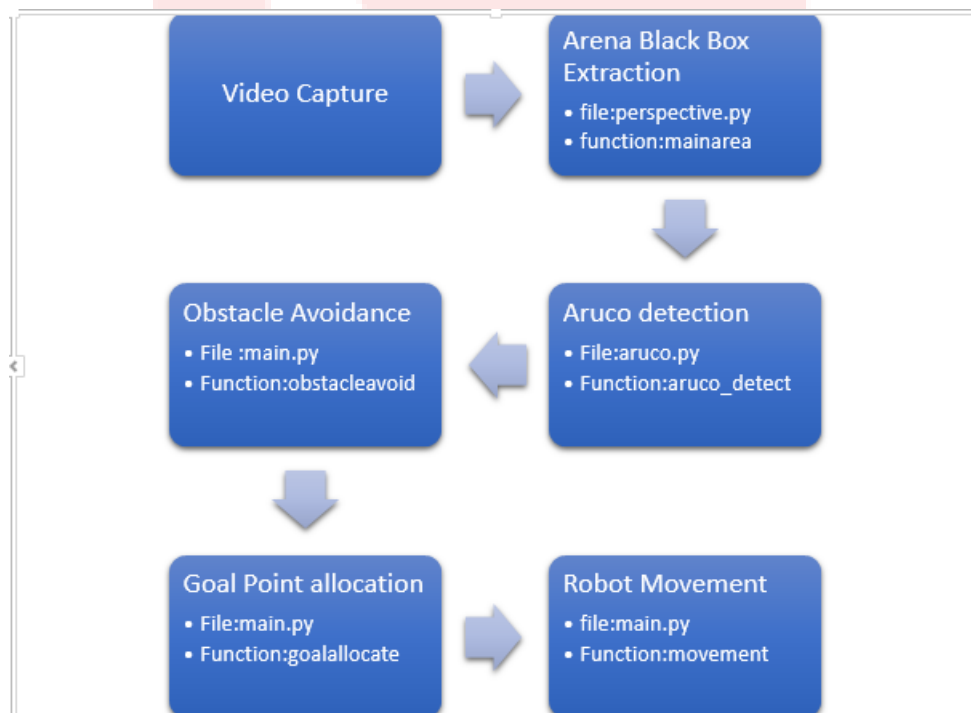 Video Capture
Arena Black Box
Extraction
• file:perspective.py
• function:mainarea
Aruco detection
• File:aruco.py
• Function:aruco_detect
Obstacle Avoidance
• File :main.py
• Function:obstacleavoid
Goal Point allocation
• File:main.py
• Function:goalallocate
Robot Movement
• file:main.py
• Function:movement